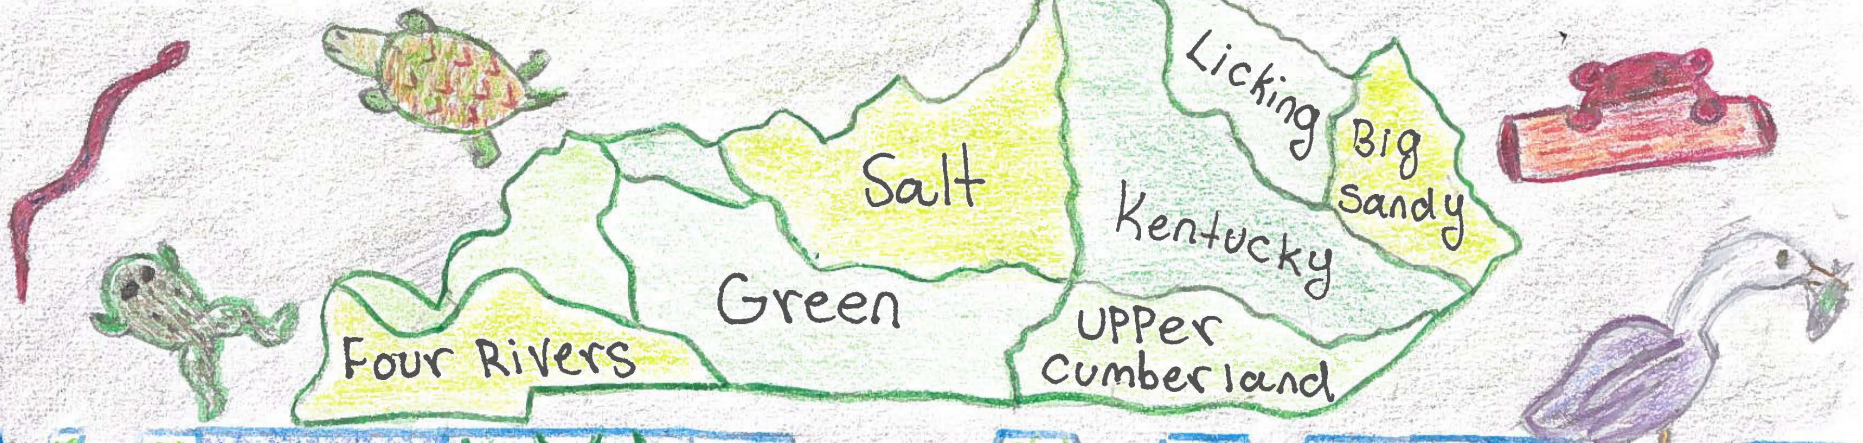 Licking
Big
Sandy
Salt
Kentucky
Green
UPPer
Cumberland
Four Rivers